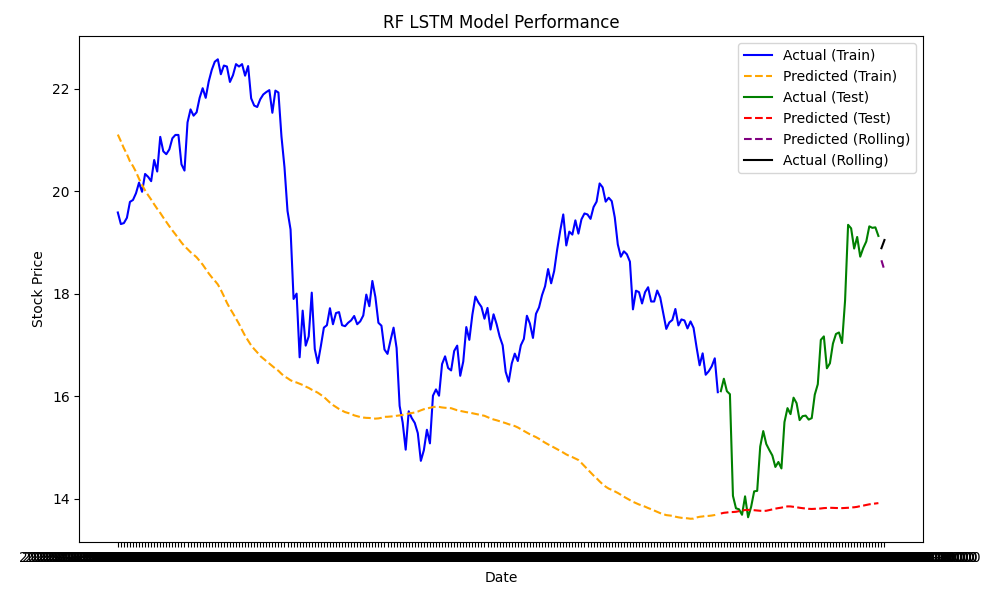 RF LSTM Model Performance
Actual (Train)
Predicted (Train)
Actual (Test)
Predicted (Test)
Predicted (Rolling)
Actual (Rolling)
22
20
18
16
14
Stock Price
Date